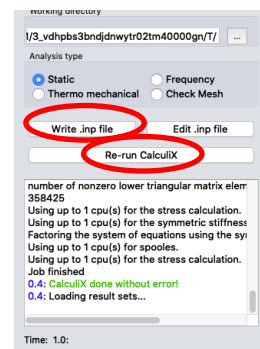 Working directory
1/3_vdhpbs3bndjdnwytr02tm40000gn/T/ ...
Analysis type
Static Frequency
Thermo mechanical Check Mesh
Write .inp file Edit .inp file
Re-run CalculiX
number of nonzero lower triangular matrix elem
358425
Using up to 1 cpu(s) for the stress calculation.
Using up to 1 cpu(s) for the symmetric stiffness
Factoring the system of equations using the
Using up to 1 cpu(s) for spooles.
Using up to 1 cpu(s) for the stress calculation.
Job finished
0.4: CalculiX done without error!
0.4: Loading result sets...
Time: 1.0: